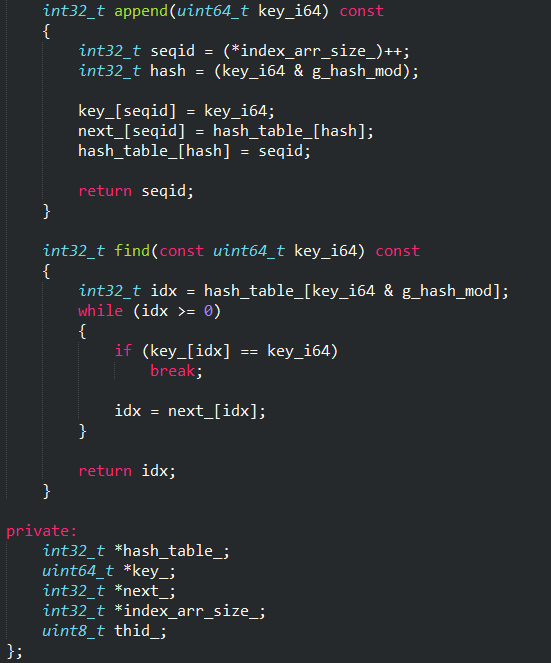 int32_t append(uint64_t key_i64) const
{
int32_t seqid = (*index_arr_size_)++;
int32_t hash = (key_i64 & g_hash_mod);
key_[seqid] = key_i64;
next_[seqid] = hash_table_[hash];
hash_table_[hash] = seqid;
return seqid;
}
int32_t find(const uint64_t key_i64) const
{
int32_t idx = hash_table_[key_i64 & g_hash_mod];
while (idx >= 0)
{
if (key_[idx] == key_i64)
break;
idx = next_[idx];
}
return idx;
}
private:
int32_t *hash_table_;
uint64_t *key_;
int32_t *next_;
int32_t *index_arr_size_;
uint8_t thid_;
};